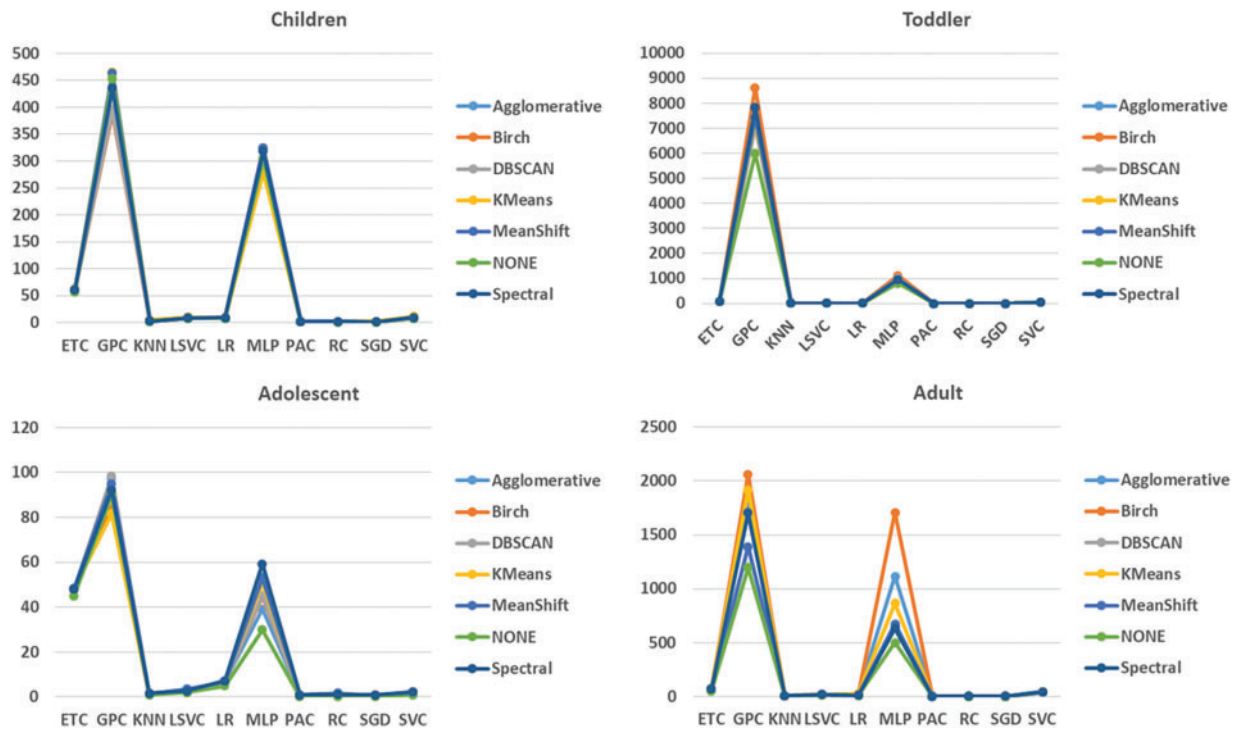 Children
500
450
400
350
300
250
200
150
100
50
0
ETC GPC KNN LSVC LR MLP PAC RC SGD SVC
Agglomerative
Birch
DBSCAN
KMeans
MeanShift
NONE
Spectral
Toddler
10000
9000
8000
7000
6000
5000
4000
3000
2000
1000
0
ETC GPC KNN LSVC LR MLP PAC RC SGD SVC
Agglomerative
Birch
DBSCAN
KMeans
MeanShift
NONE
Spectral
Adolescent
120
100
80
60
40
20
0
ETC GPC KNN LSVC LR MLP PAC RC SGD SVC
Agglomerative
Birch
DBSCAN
KMeans
MeanShift
NONE
Spectral
Adult
2500
2000
1500
1000
500
0
ETC GPC KNN LSVC LR MLP PAC RC SGD SVC
Agglomerative
Birch
DBSCAN
KMeans
MeanShift
NONE
Spectral